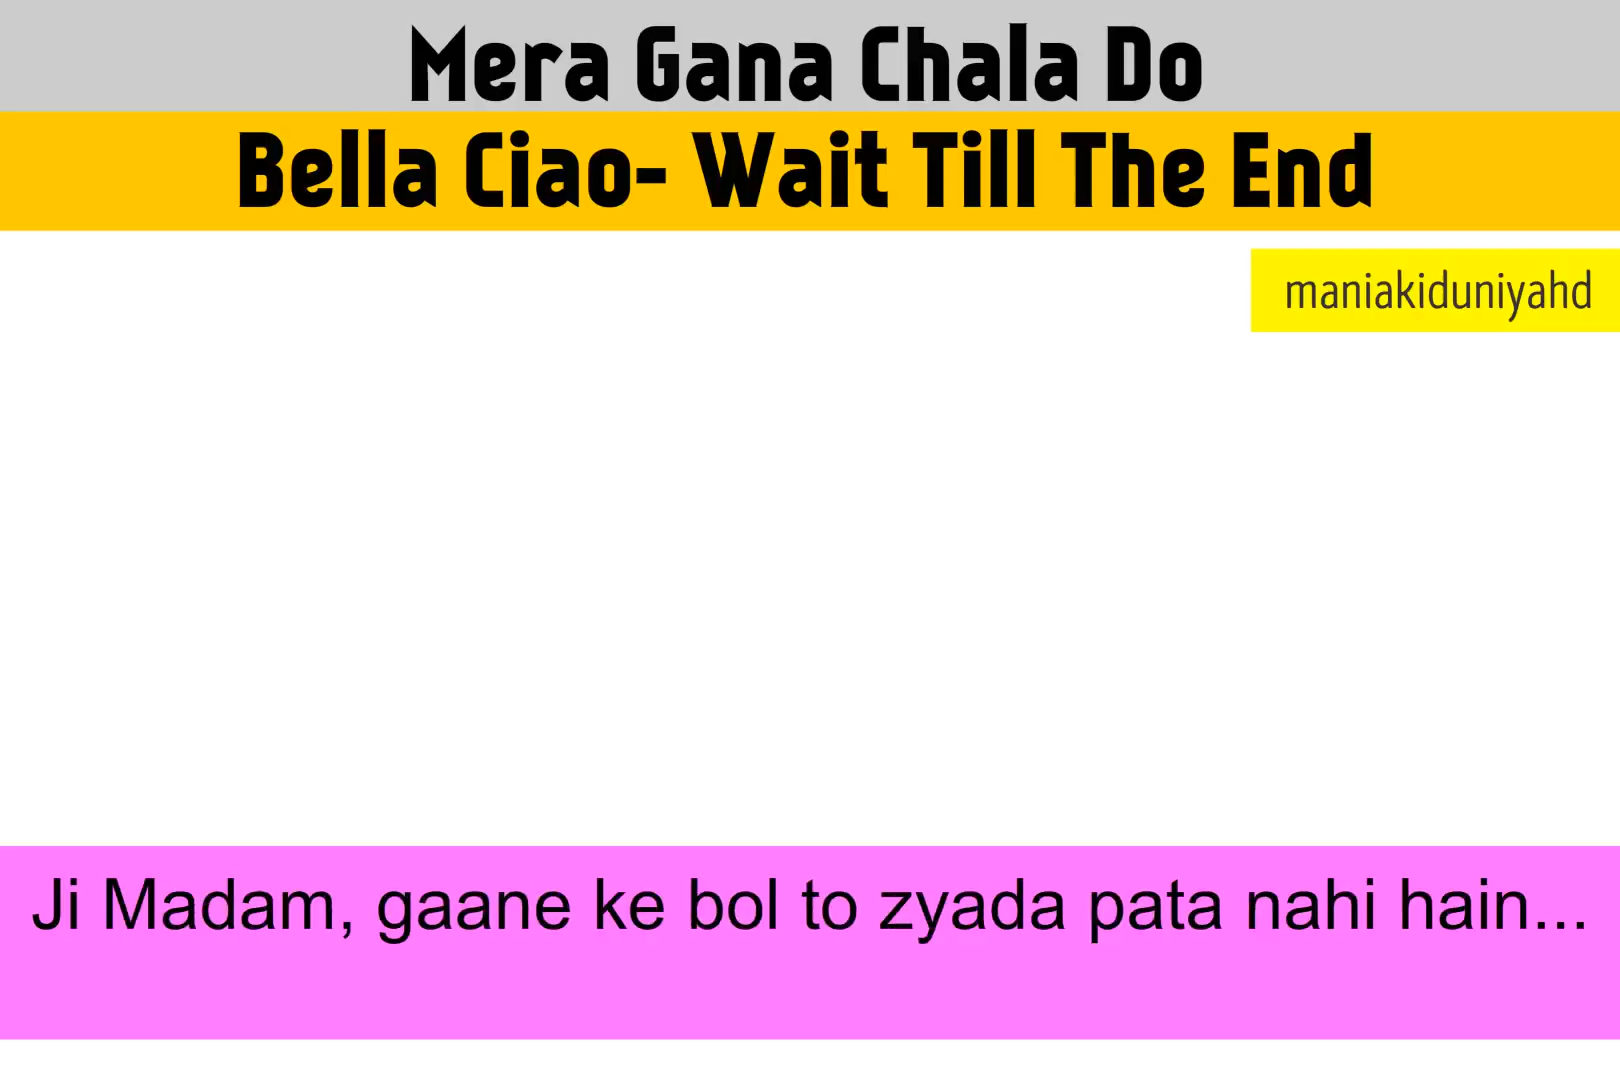 Mera Gana Chala Do
Bella Ciao- Wait Till The End
maniakiduniyahd
Ji Madam, gaane ke bol to zyada pata nahi hain...